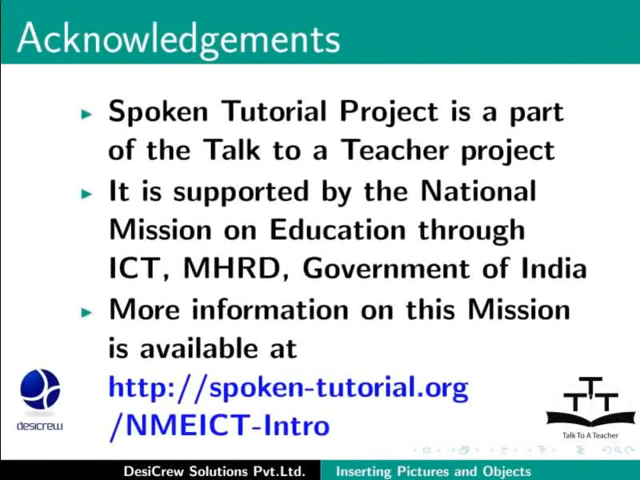 Acknowledgements
Spoken Tutorial Project is a part
of the Talk to a Teacher project
It is supported by the National
Mission on Education through
ICT, MHRD, Government of India
More information on this Mission
is available at
http://spoken-tutorial.org
/NMEICT-Intro
desicrew
TTT
Talk To A Teacher
DesiCrew Solutions Pvt.Ltd.
Inserting Pictures and Objects